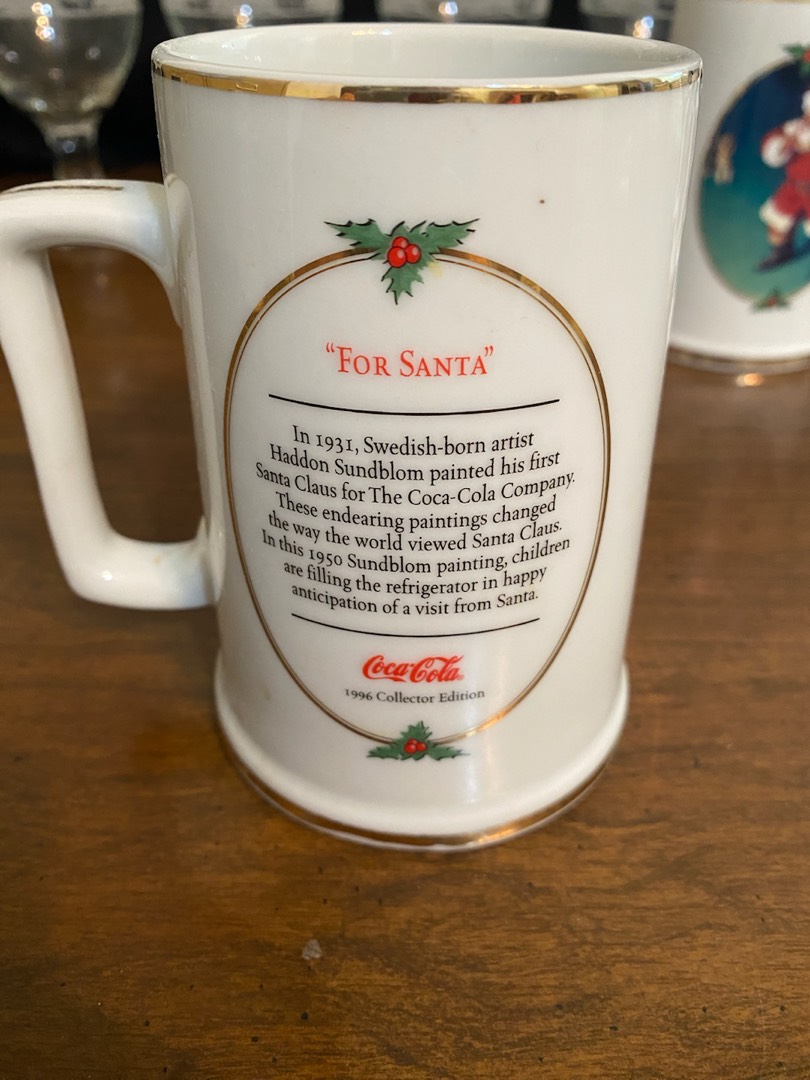 “For Santa”
In 1931, Swedish-born artist
Haddon Sundblom painted his first
Santa Claus for The Coca-Cola Company.
These endearing paintings changed
the way the world viewed Santa Claus.
In this 1950 Sundblom painting, children
are filling the refrigerator in happy
anticipation of a visit from Santa.
Coca-Cola®
1996 Collector Edition